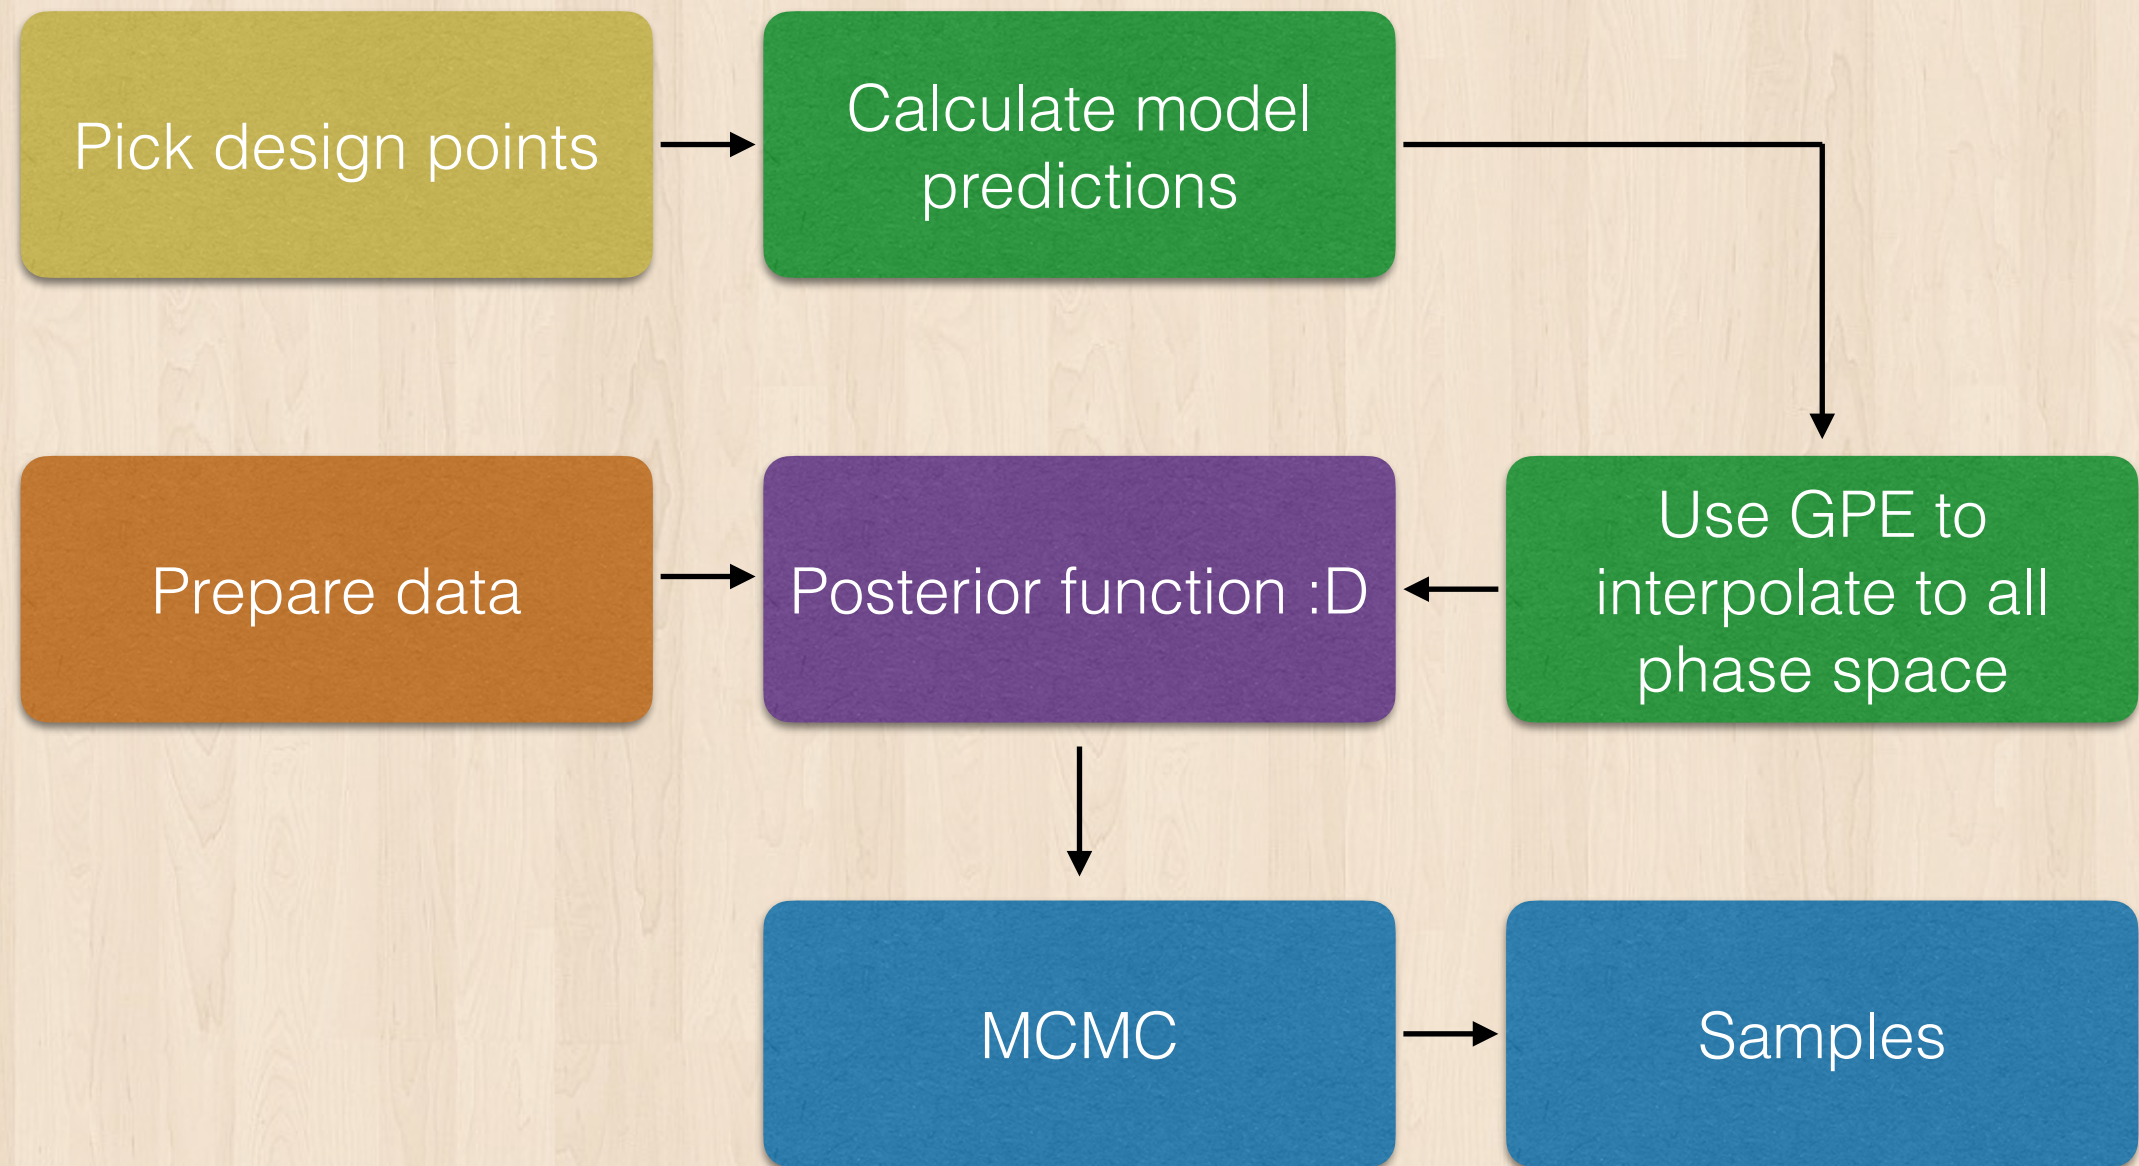 Pick design points
Calculate model
predictions
Prepare data
Posterior function :D
Use GPE to
interpolate to all
phase space
MCMC
Samples